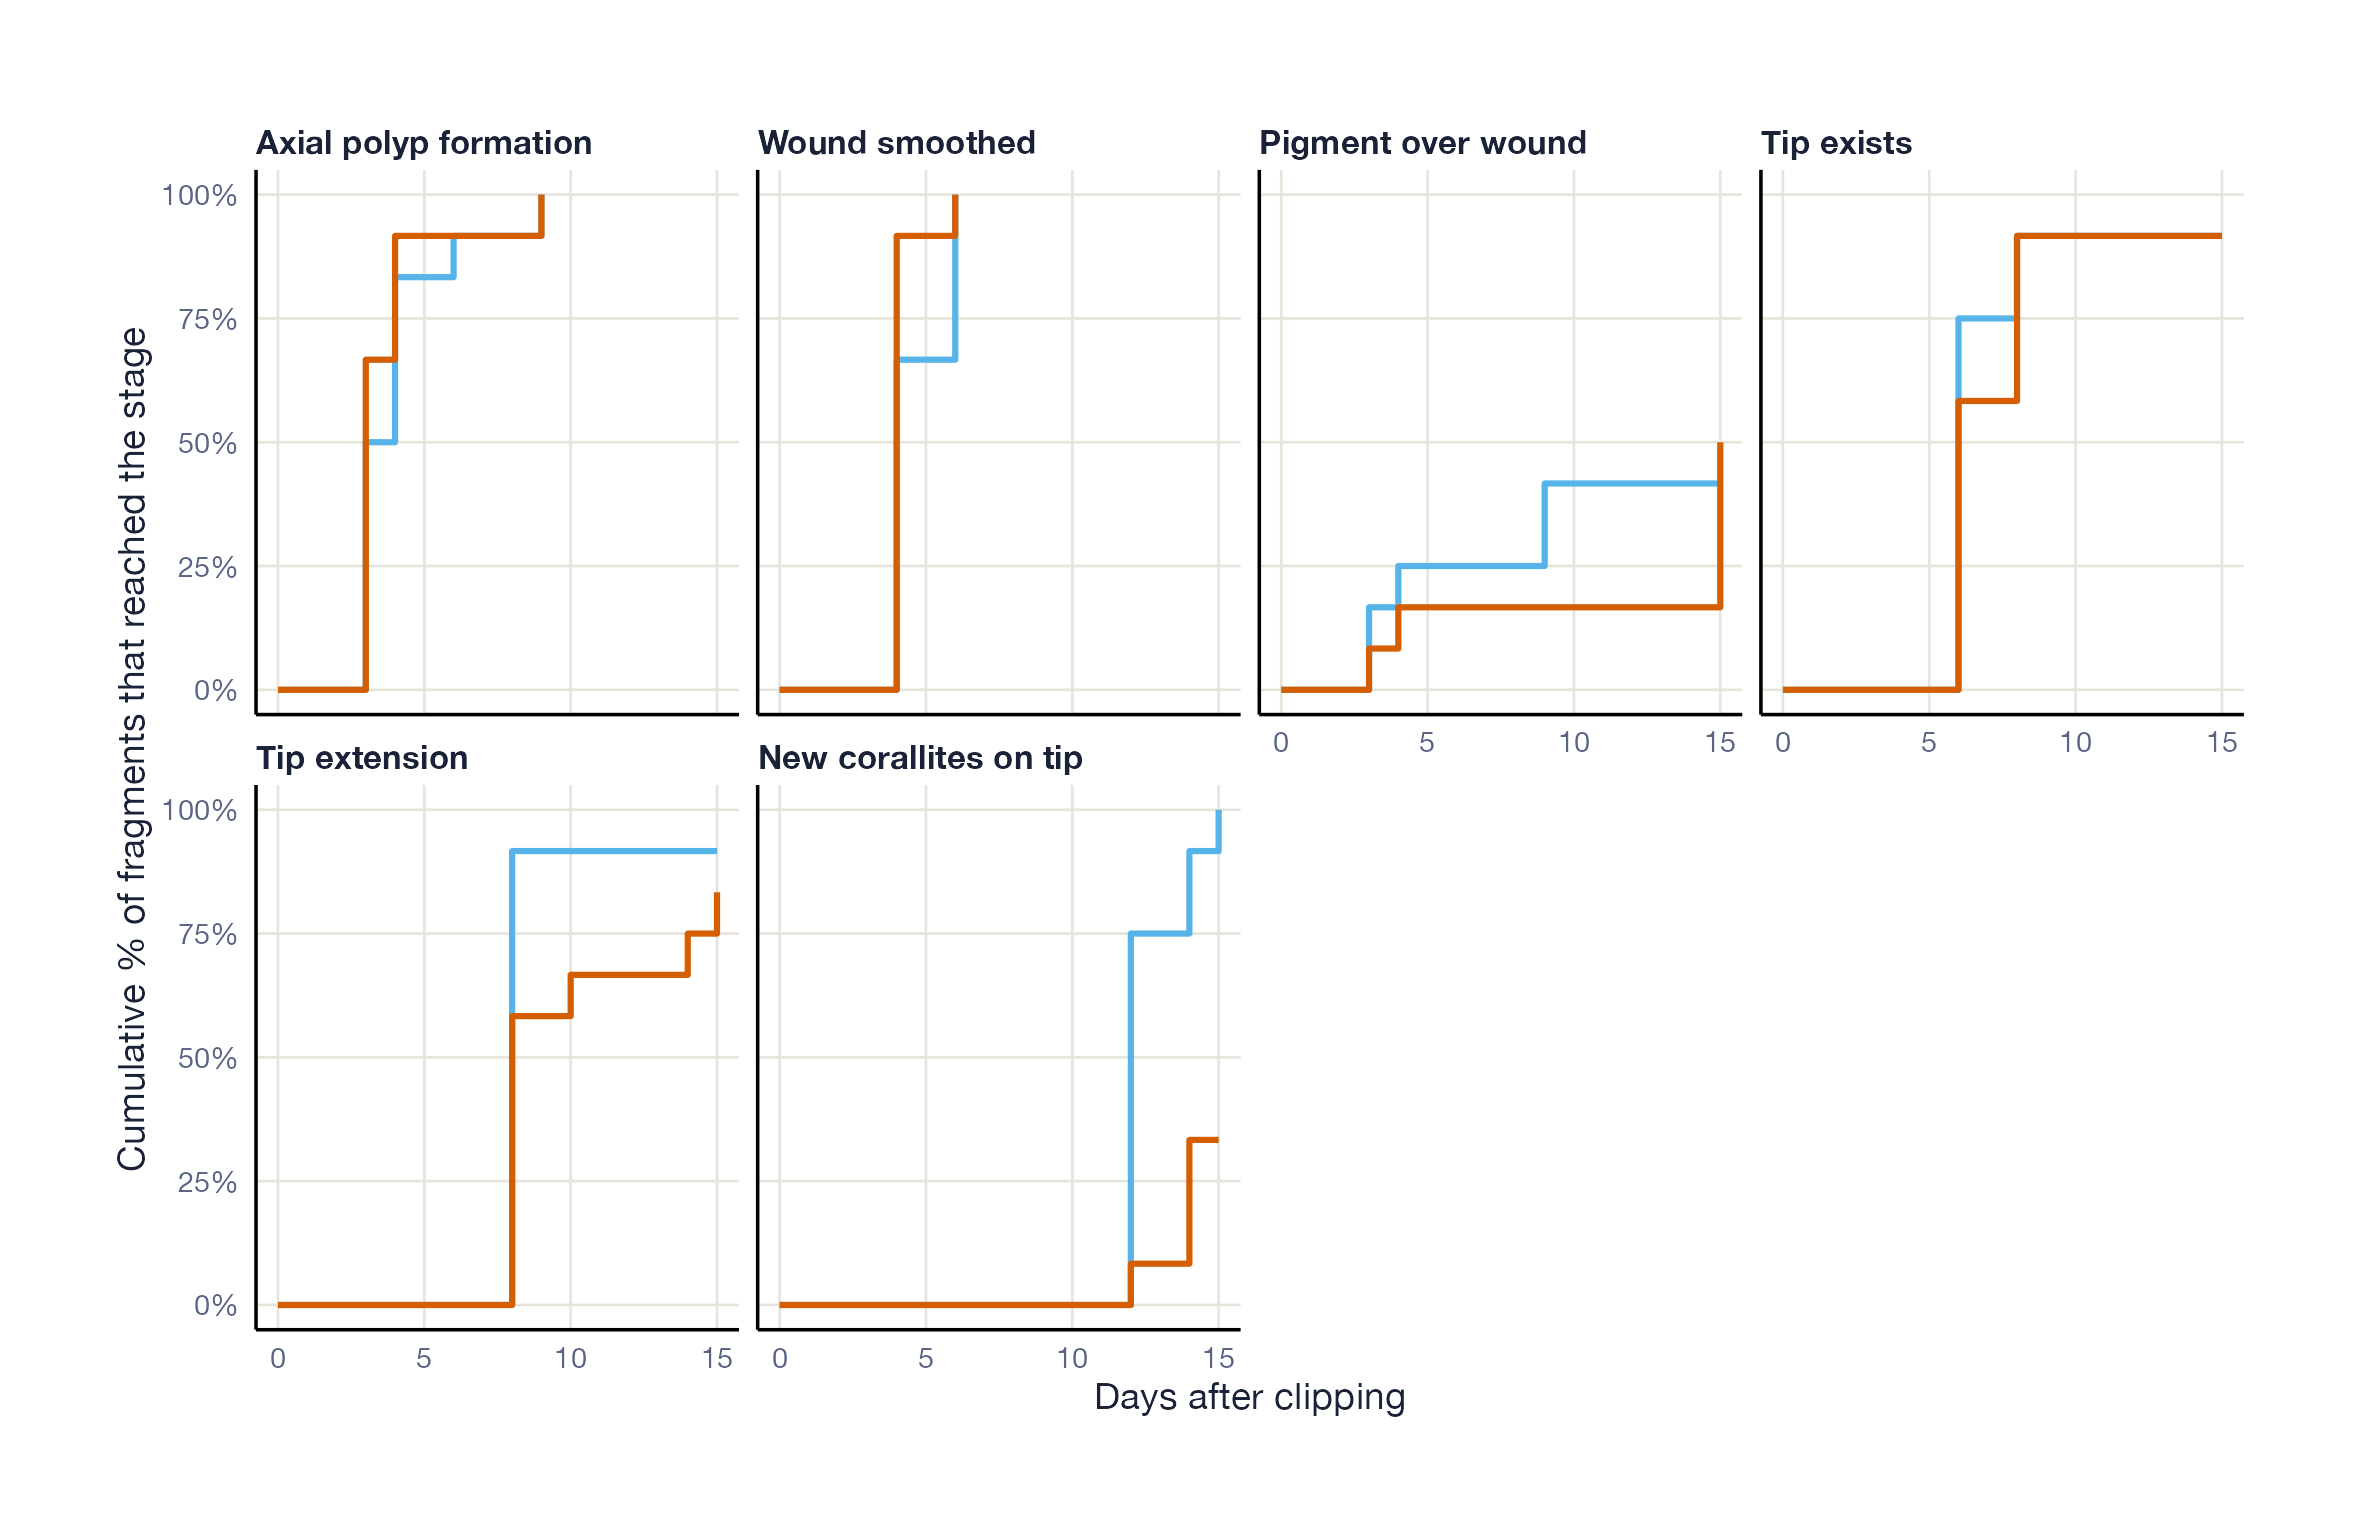 Axial polyp formation
Wound smoothed
Pigment over wound
Tip exists
100%
75%
50%
25%
0%
0 5 10 15
0 5 10 15
Tip extension
New corallites on tip
100%
75%
50%
25%
0%
0 5 10 15
0 5 10 15
Days after clipping
Cumulative % of fragments that reached the stage